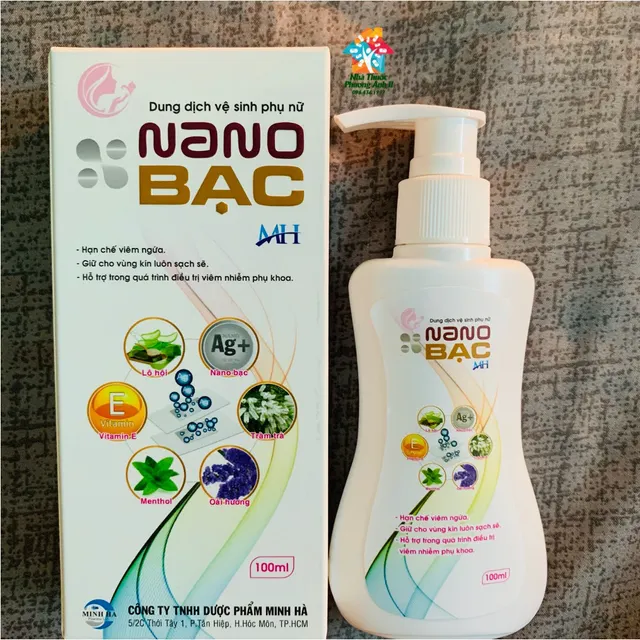 Nhà Thuốc
Phương Anh II
Dung dịch vệ sinh phụ nữ
NaNO
BẠC
MH
- Hạn chế viêm ngứa.
- Giữ cho vùng kín luôn sạch sẽ.
- Hỗ trợ trong quá trình điều trị viêm nhiễm phụ khoa.
Ag+
Lô hội
Nano bạc
E
Vitamin
Vitamin E
Tràm trà
Menthol
Oải hương
100ml
MINH HÀ
CÔNG TY TNHH DƯỢC PHẨM MINH HÀ
5/2C Thới Tây 1, P.Tân Hiệp, H.Hóc Môn, TP.HCM
Dung dịch vệ sinh phụ nữ
NaNO
BẠC
MH
Ag+
E
- Hạn chế viêm ngứa.
- Giữ cho vùng kín luôn sạch sẽ.
- Hỗ trợ trong quá trình điều trị
viêm nhiễm phụ khoa.
100ml